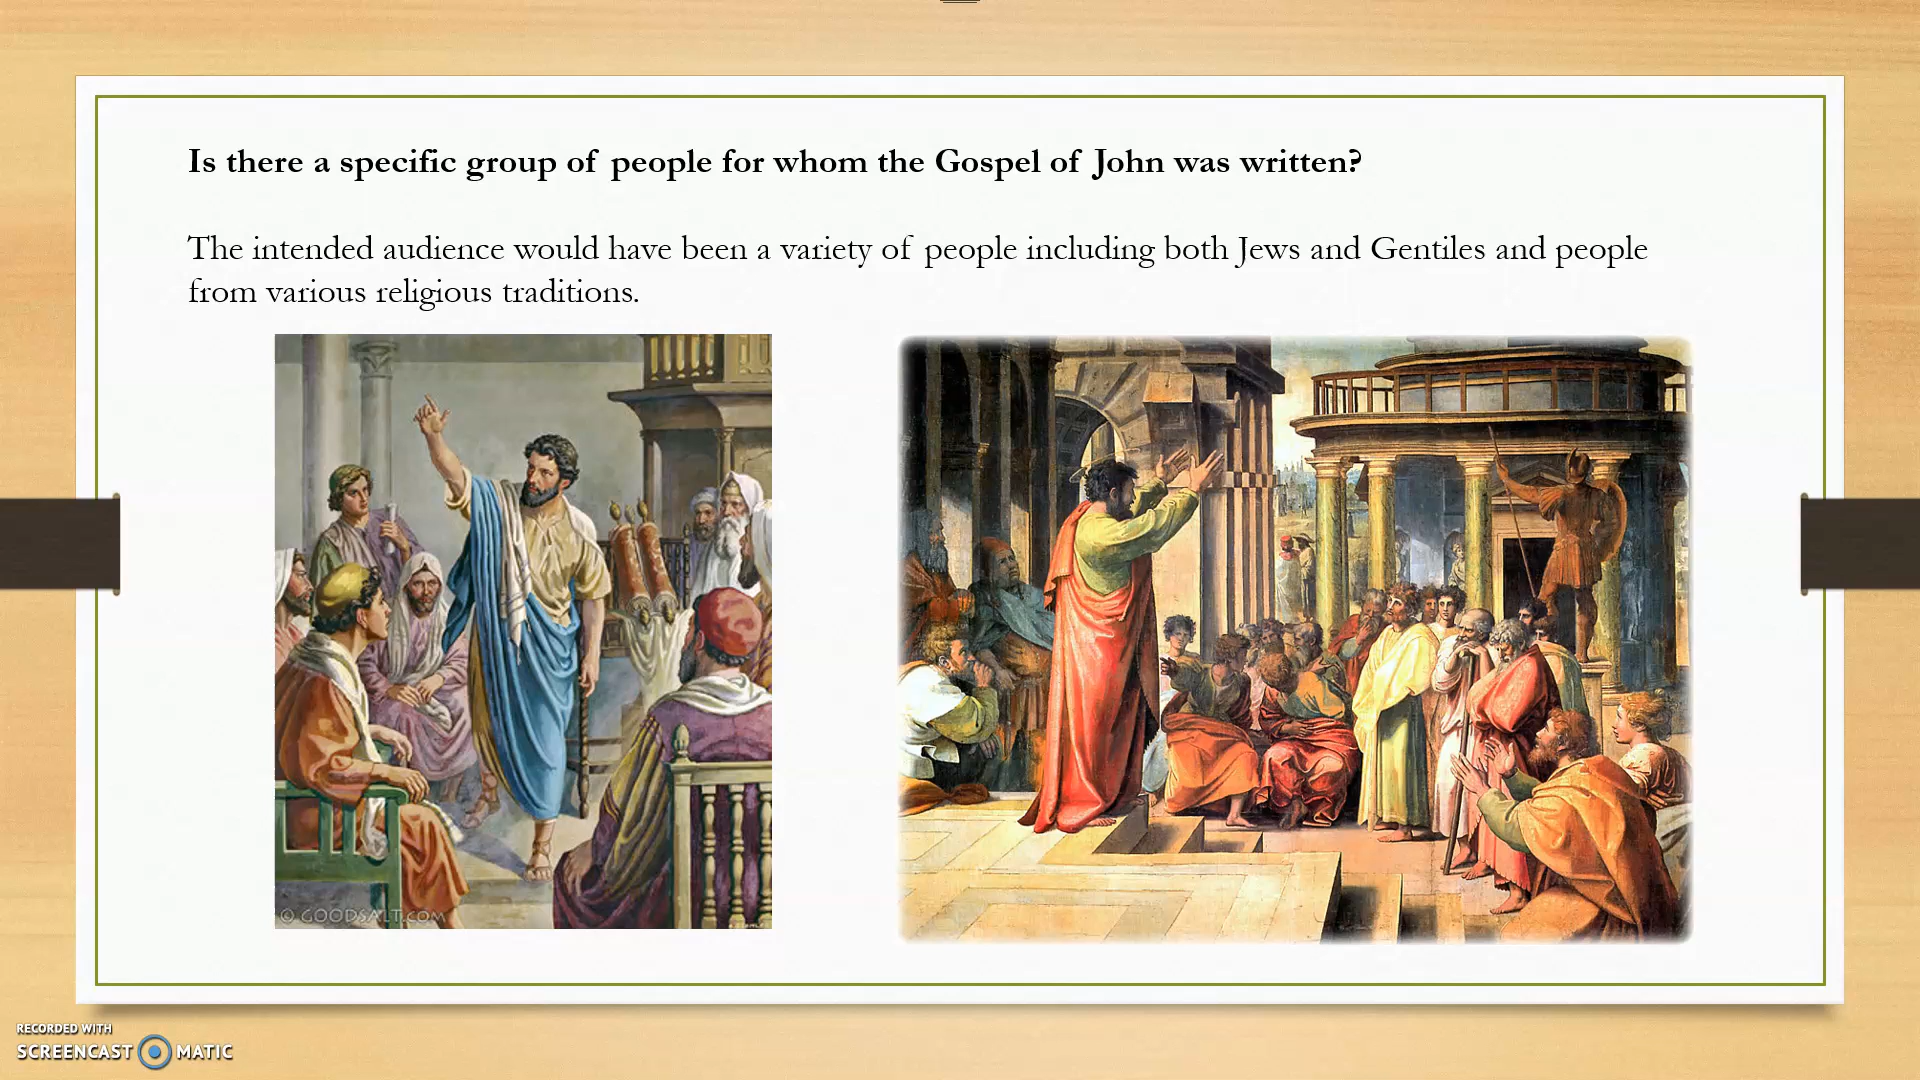 Is there a specific group of people for whom the Gospel of John was written?
The intended audience would have been a variety of people including both Jews and Gentiles and people
from various religious traditions.
© GOODSALT.COM
RECORDED WITH
SCREENCAST MATIC